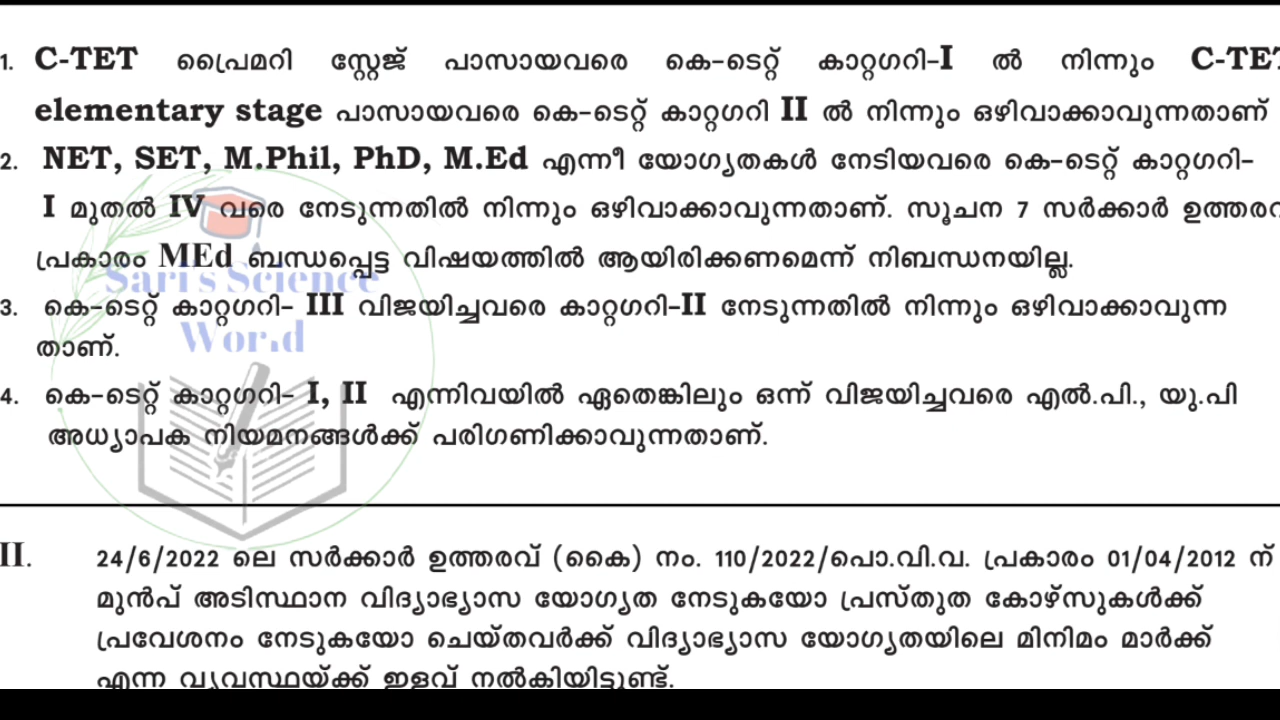 1. C-TET പ്രൈമറി സ്റ്റേജ് പാസായവരെ കെ-ടെറ്റ് കാറ്റഗറി-I ൽ നിന്നും C-TET
elementary stage പാസായവരെ കെ-ടെറ്റ് കാറ്റഗറി II ൽ നിന്നും ഒഴിവാക്കാവുന്നതാണ്
2. NET, SET, M.Phil, PhD, M.Ed എന്നീ യോഗ്യതകൾ നേടിയവരെ കെ-ടെറ്റ് കാറ്റഗറി-
I മുതൽ IV വരെ നേടുന്നതിൽ നിന്നും ഒഴിവാക്കാവുന്നതാണ്. സൂചന 7 സർക്കാർ
പ്രകാരം MEd ബന്ധപ്പെട്ട വിഷയത്തിൽ ആയിരിക്കണമെന്ന് നിബന്ധനയില്ല.
Sari's Science
3. കെ-ടെറ്റ് കാറ്റഗറി- III വിജയിച്ചവരെ കാറ്റഗറി-II നേടുന്നതിൽ നിന്നും ഒഴിവാക്കാവുന്ന
World
താണ്.
4. കെ-ടെറ്റ് കാറ്റഗറി- I, II എന്നിവയിൽ ഏതെങ്കിലും ഒന്ന് വിജയിച്ചവരെ എൽ.പി., യു.പി
അധ്യാപക നിയമനങ്ങൾക്ക് പരിഗണിക്കാവുന്നതാണ്.
II. 24/6/2022 ലെ സർക്കാർ ഉത്തരവ് (കൈ) നം. 110/2022/പൊ.വി.വ. പ്രകാരം 01/04/2012 ന്
മുൻപ് അടിസ്ഥാന വിദ്യാഭ്യാസ യോഗ്യത നേടുകയോ പ്രസ്തുത കോഴ്സുകൾക്ക്
പ്രവേശനം നേടുകയോ ചെയ്തവർക്ക് വിദ്യാഭ്യാസ യോഗ്യതയിലെ മിനിമം മാർക്ക്
എന്ന വ്യവസ്ഥയ്ക്ക് ഇളവ് നൽകിയിട്ടുണ്ട്.